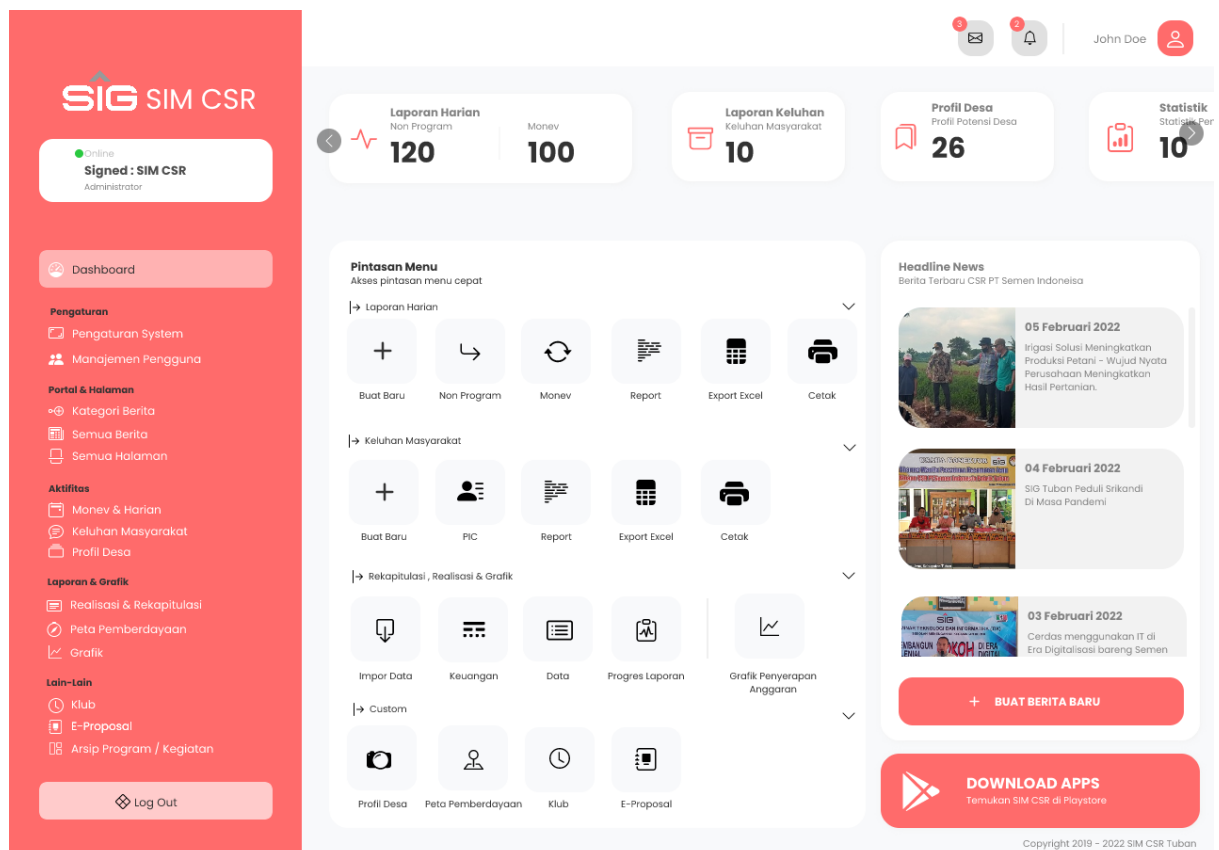 SIG SIM CSR
Online
Signed : SIM CSR
Administrator
Dashboard
Pengaturan
Pengaturan System
Manajemen Pengguna
Portal & Halaman
Kategori Berita
Semua Berita
Semua Halaman
Aktifitas
Monev & Harian
Keluhan Masyarakat
Profil Desa
Laporan & Grafik
Realisasi & Rekapitulasi
Peta Pemberdayaan
Grafik
Lain-Lain
Klub
E-Proposal
Arsip Program / Kegiatan
Log Out
3
2
John Doe
Laporan Harian
Non Program
120
Monev
100
Laporan Keluhan
Keluhan Masyarakat
10
Profil Desa
Profil Potensi Desa
26
Statistik
Statistik Per
10
Pintasan Menu
Akses pintasan menu cepat
Laporan Harian
Buat Baru
Non Program
Monev
Report
Export Excel
Cetak
Keluhan Masyarakat
Buat Baru
PIC
Report
Export Excel
Cetak
Rekapitulasi , Realisasi & Grafik
Impor Data
Keuangan
Data
Progres Laporan
Grafik Penyerapan
Anggaran
Custom
Profil Desa
Peta Pemberdayaan
Klub
E-Proposal
Headline News
Berita Terbaru CSR PT Semen Indoneisa
05 Februari 2022
Irigasi Solusi Meningkatkan
Produksi Petani - Wujud Nyata
Perusahaan Meningkatkan
Hasil Pertanian.
04 Februari 2022
SIG Tuban Peduli Srikandi
Di Masa Pandemi
SIG
03 Februari 2022
Cerdas menggunakan IT di
Era Digitalisasi bareng Semen
BUAT BERITA BARU
DOWNLOAD APPS
Temukan SIM CSR di Playstore
Copyright 2019 - 2022 SIM CSR Tuban